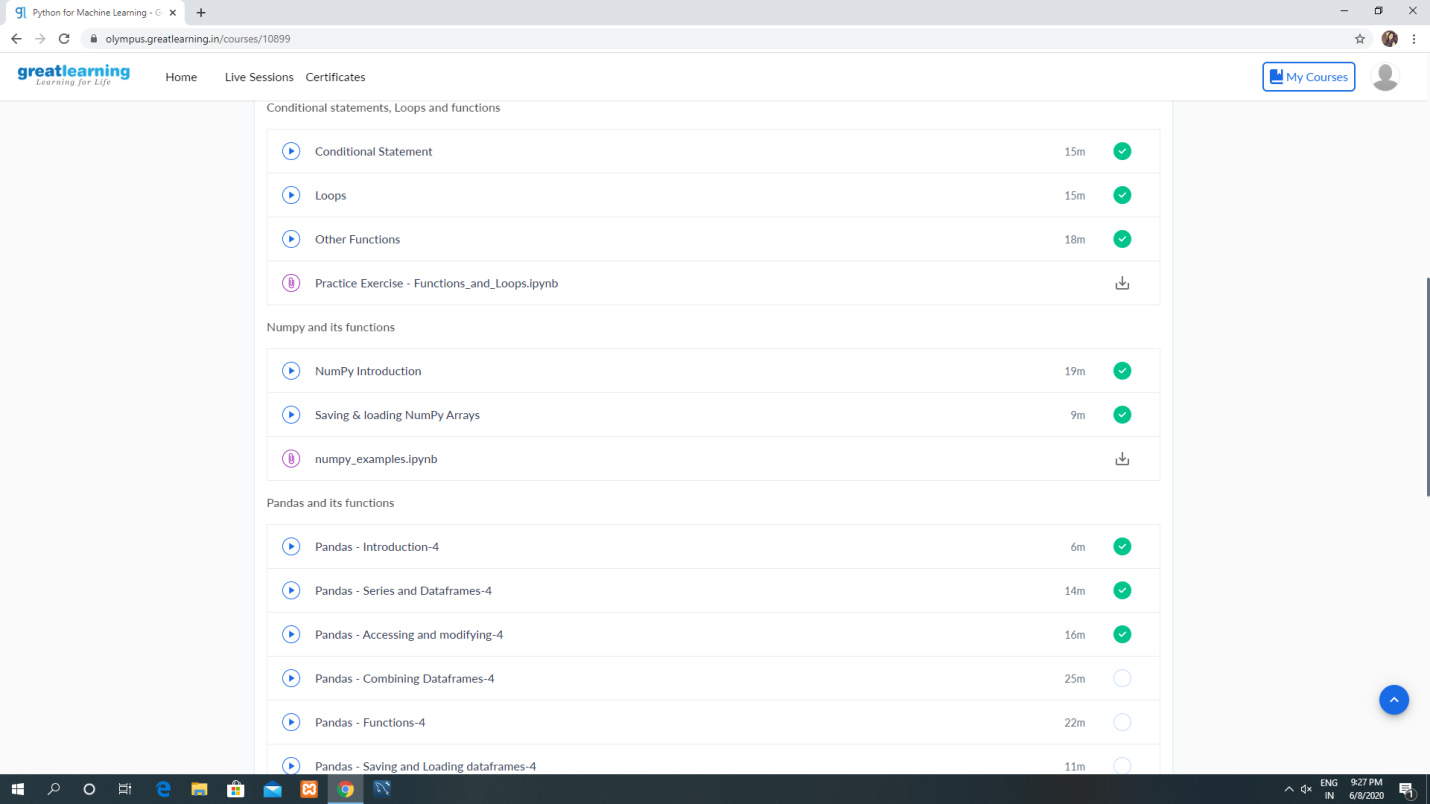 Python for Machine Learning - G
olympus.greatlearning.in/courses/10899
greatlearning
Learning for Life
Home
Live Sessions
Certificates
My Courses
Conditional statements, Loops and functions
Conditional Statement 15m
Loops 15m
Other Functions 18m
Practice Exercise - Functions_and_Loops.ipynb
Numpy and its functions
NumPy Introduction 19m
Saving & loading NumPy Arrays 9m
numpy_examples.ipynb
Pandas and its functions
Pandas - Introduction-4 6m
Pandas - Series and Dataframes-4 14m
Pandas - Accessing and modifying-4 16m
Pandas - Combining Dataframes-4 25m
Pandas - Functions-4 22m
Pandas - Saving and Loading dataframes-4 11m
ENG 9:27 PM
IN 6/8/2020 1